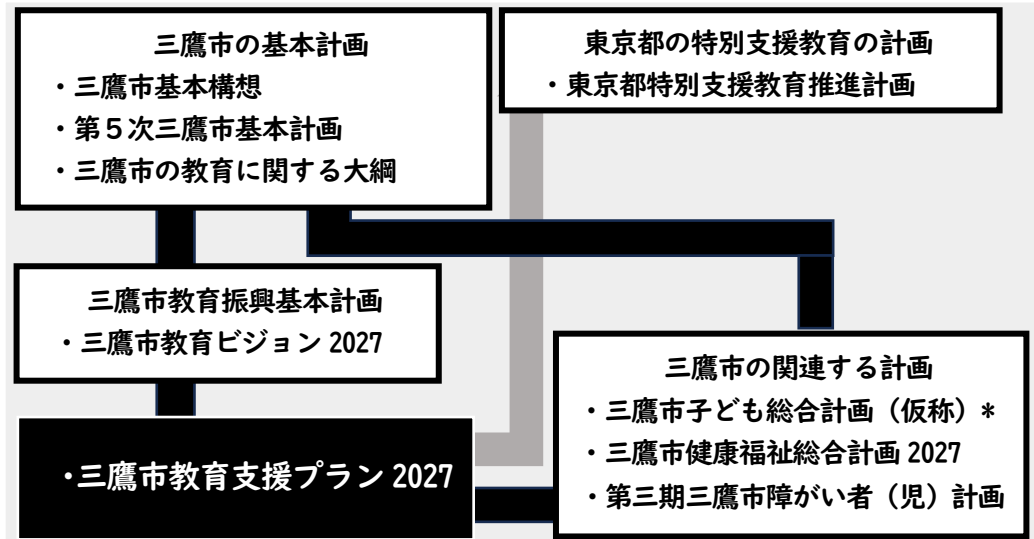 三鷹市の基本計画
・三鷹市基本構想
・第５次三鷹市基本計画
・三鷹市の教育に関する大綱
東京都の特別支援教育の計画
・東京都特別支援教育推進計画
三鷹市教育振興基本計画
・三鷹市教育ビジョン 2027
三鷹市の関連する計画
・三鷹市子ども総合計画（仮称）*
・三鷹市健康福祉総合計画 2027
・第三期三鷹市障がい者（児）計画
・三鷹市教育支援プラン 2027